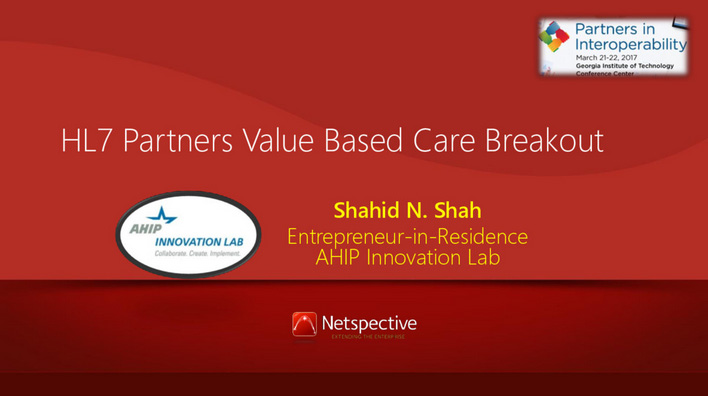 Partners in
Interoperability
March 21-22, 2017
Georgia Institute of Technology
Conference Center
HL7 Partners Value Based Care Breakout
AHIP
INNOVATION LAB
Collaborate. Create. Implement.
Shahid N. Shah
Entrepreneur-in-Residence
AHIP Innovation Lab
Netspective
EXTENDING THE ENTERPRISE